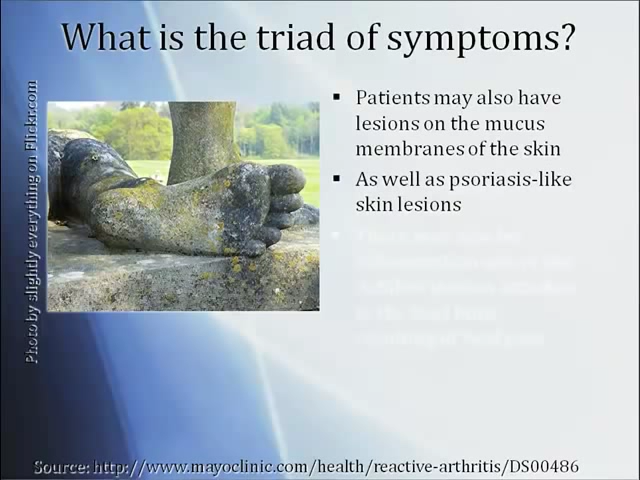 What is the triad of symptoms?
Photo by slightly everything on Flickr.com
▪ Patients may also have
lesions on the mucus
membranes of the skin
▪ As well as psoriasis-like
skin lesions
Source: http://www.mayoclinic.com/health/reactive-arthritis/DS00486